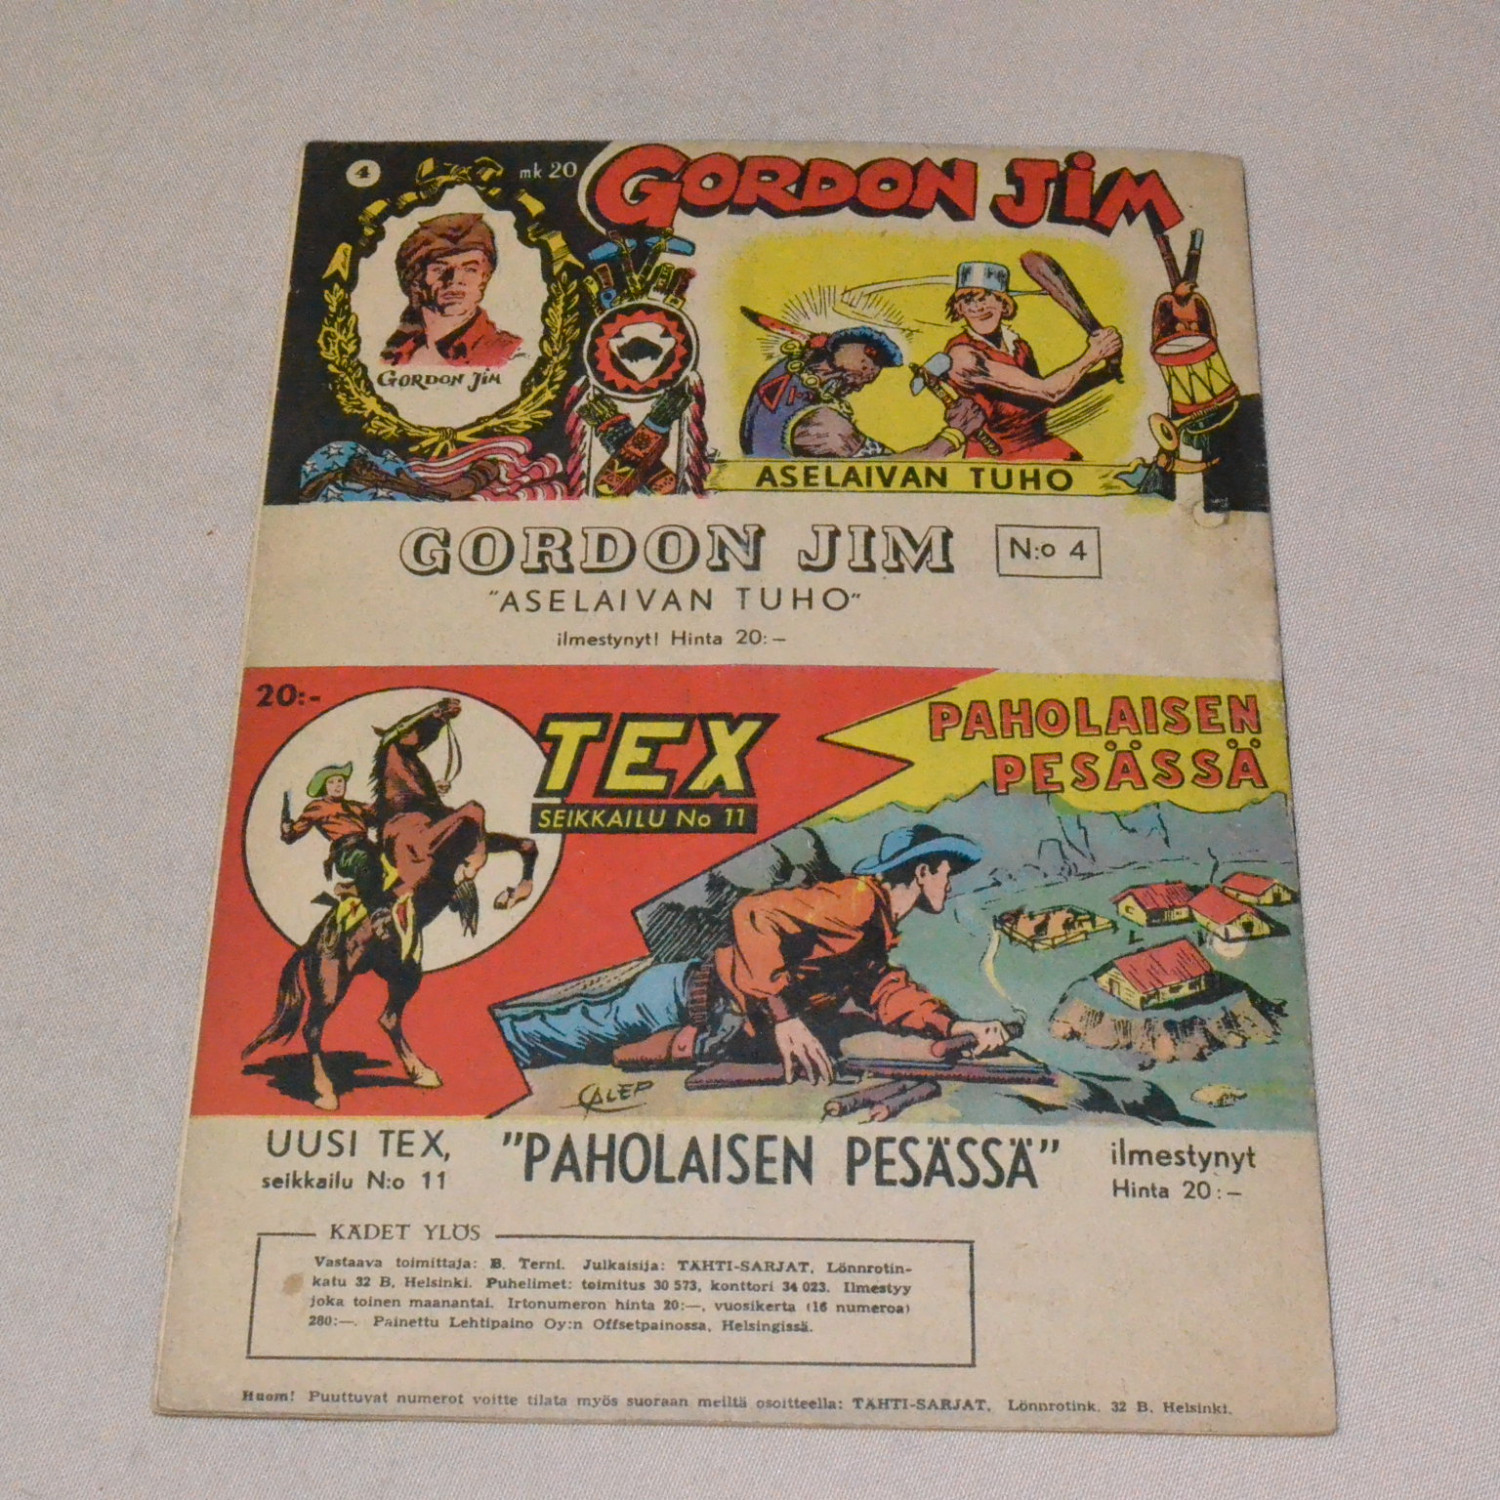 4
mk 20
GORDON JIM
GORDON JIM
ASELAIVAN TUHO
GORDON JIM N:o 4
"ASELAIVAN TUHO"
ilmestynyt! Hinta 20:—
20:-
TEX
SEIKKAILU No 11
PAHOLAISEN
PESÄSSÄ
GALEP
UUSI TEX, "PAHOLAISEN PESÄSSÄ" ilmestynyt
seikkailu N:o 11 Hinta 20:—
KÄDET YLÖS
Vastaava toimittaja: B. Terni. Julkaisija: TÄHTI-SARJAT, Lönnrotin-
katu 32 B, Helsinki. Puhelimet: toimitus 30 573, konttori 34 023. Ilmestyy
joka toinen maanantai. Irtonumeron hinta 20:—, vuosikerta (16 numeroa)
280:—. Painettu Lehtipaino Oy:n Offsetpainossa, Helsingissä.
Huom! Puuttuvat numerot voitte tilata myös suoraan meiltä osoitteella: TÄHTI-SARJAT, Lönnrotink. 32 B, Helsinki.